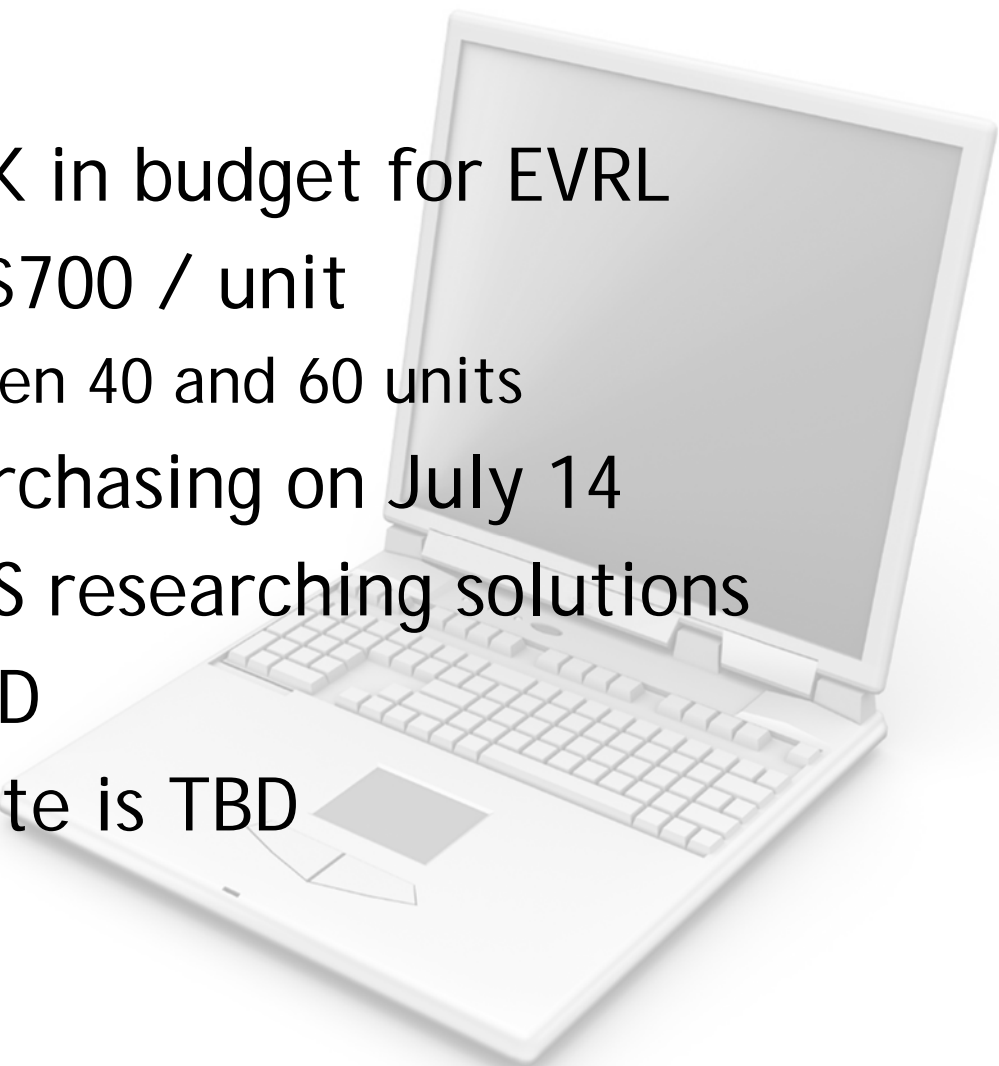 K in budget for EVRL
$700 / unit
en 40 and 60 units
rchasing on July 14
S researching solutions
D
te is TBD